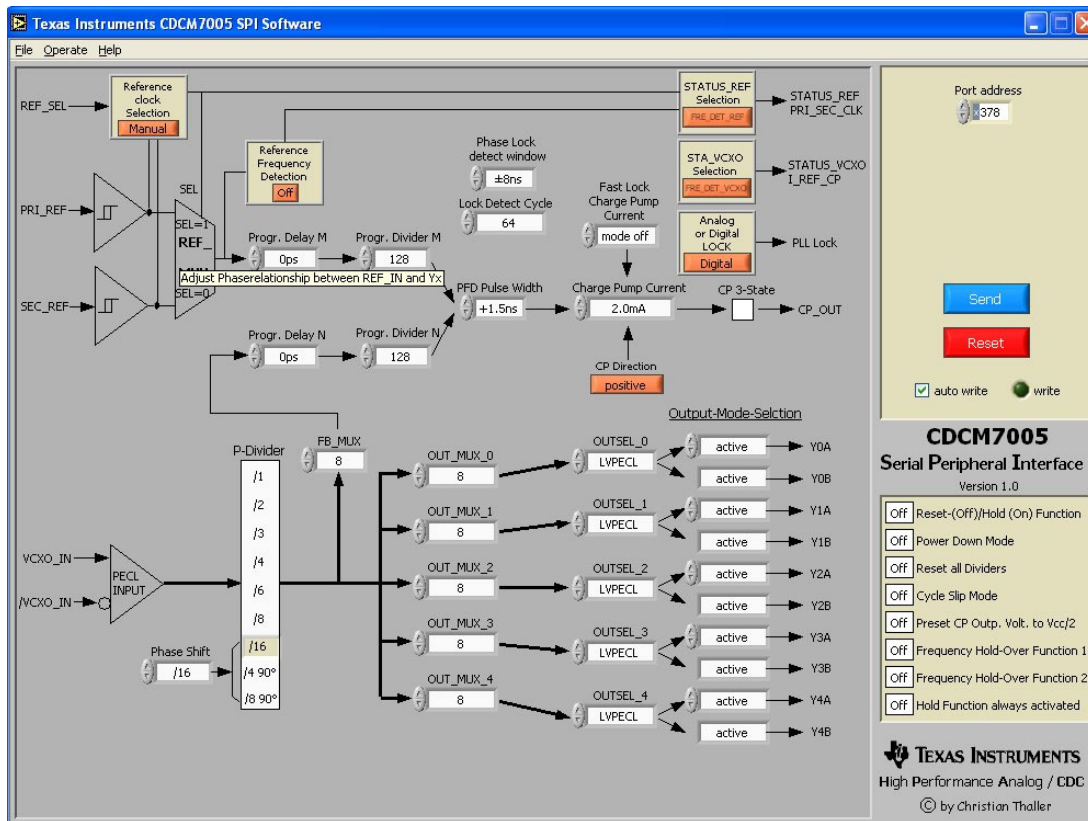 Texas Instruments CDCM7005 SPI Software
File Operate Help
REF_SEL
Reference
clock
Selection
Manual
PRI_REF
SEC_REF
SEL
SEL=1
REF_
SEL=0
Reference
Frequency
Detection
Off
Phase Lock
detect window
±8ns
Lock Detect Cycle
64
Fast Lock
Charge Pump
Current
mode off
STATUS_REF
Selection
FRE_DET_REF
STATUS_REF
PRI_SEC_CLK
STA_VCXO
Selection
FRE_DET_VCXO
STATUS_VCXO
I_REF_CP
Analog
or Digital
LOCK
Digital
PLL Lock
Progr. Delay M
0ps
Progr. Divider M
128
Adjust Phaserelationship between REF_IN and Yx
PFD Pulse Width
+1.5ns
Charge Pump Current
2.0mA
CP 3-State
CP_OUT
Progr. Delay N
0ps
Progr. Divider N
128
CP Direction
positive
Output-Mode-Selction
P-Divider
/1
/2
/3
/4
/6
/8
/16
/4 90°
/8 90°
FB_MUX
8
VCXO_IN
/VCXO_IN
PECL
INPUT
Phase Shift
/16
OUT_MUX_0
8
OUTSEL_0
LVPECL
active
Y0A
active
Y0B
OUT_MUX_1
8
OUTSEL_1
LVPECL
active
Y1A
active
Y1B
OUT_MUX_2
8
OUTSEL_2
LVPECL
active
Y2A
active
Y2B
OUT_MUX_3
8
OUTSEL_3
LVPECL
active
Y3A
active
Y3B
OUT_MUX_4
8
OUTSEL_4
LVPECL
active
Y4A
active
Y4B
Port address
x378
Send
Reset
auto write write
CDCM7005
Serial Peripheral Interface
Version 1.0
Off Reset-(Off)/Hold (On) Function
Off Power Down Mode
Off Reset all Dividers
Off Cycle Slip Mode
Off Preset CP Outp. Volt. to Vcc/2
Off Frequency Hold-Over Function 1
Off Frequency Hold-Over Function 2
Off Hold Function always activated
TEXAS INSTRUMENTS
High Performance Analog / CDC
© by Christian Thaller